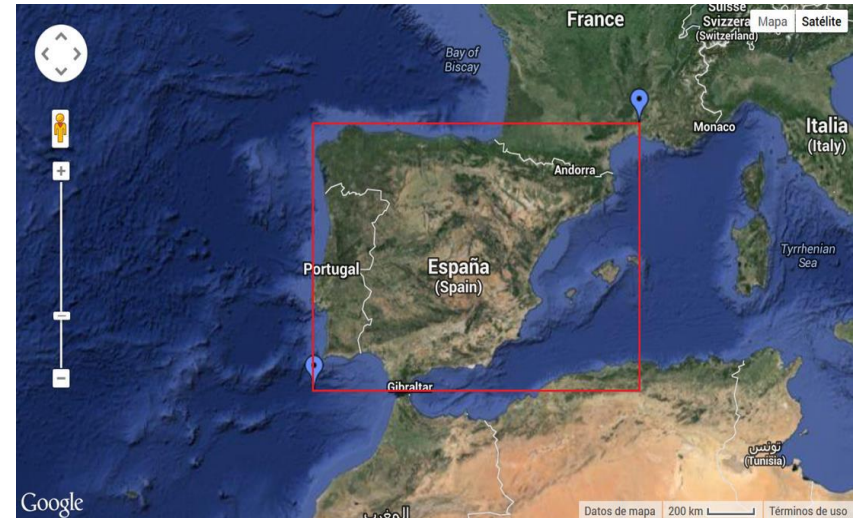 Suisse
Svizzera
(Switzerland)
Mapa
Satélite
France
Bay of
Biscay
Monaco
Italia
(Italy)
Andorra
Portugal
España
(Spain)
Tyrrhenian
Sea
Gibraltar
تونس
(Tunisia)
المغرب
Google
Datos de mapa
200 km
Términos de uso